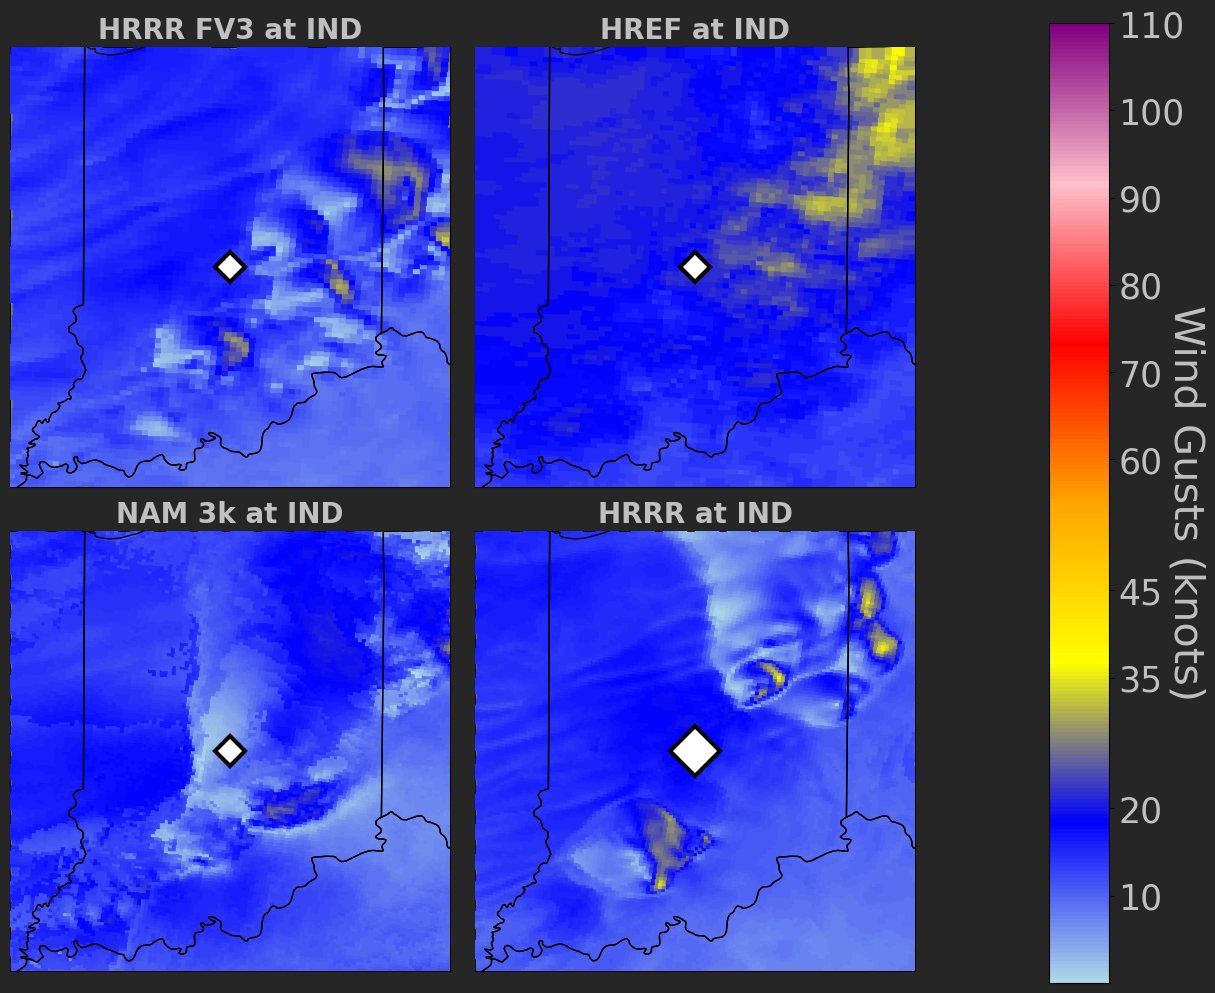 HRRR FV3 at IND
HREF at IND
NAM 3k at IND
HRRR at IND
110
100
90
80
70
60
45
35
20
10
Wind Gusts (knots)